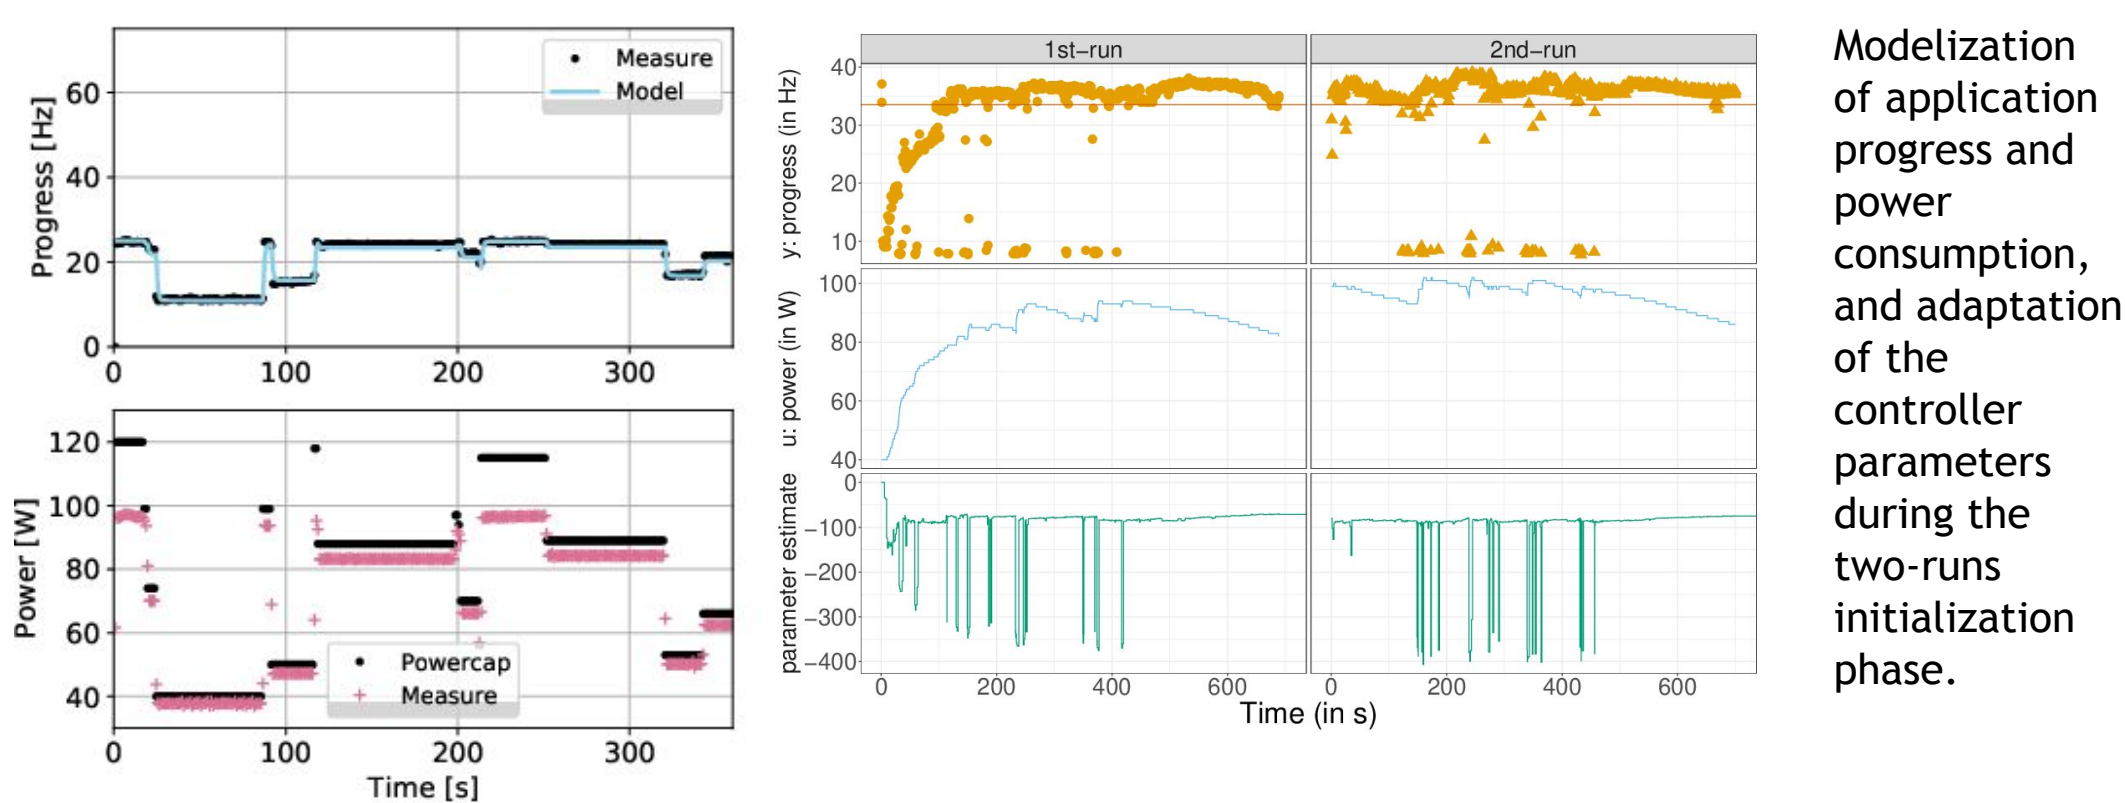 Measure
Model
Progress [Hz]
60
40
20
0
0 100 200 300
Powercap
Measure
Power [W]
120
100
80
60
40
0 100 200 300
Time [s]
1st-run 2nd-run
y: progress (in Hz)
40
30
20
10
u: power (in W)
100
80
60
40
parameter estimate
0
-100
-200
-300
-400
0 200 400 600 0 200 400 600
Time (in s)
Modelization
of application
progress and
power
consumption,
and adaptation
of the
controller
parameters
during the
two-runs
initialization
phase.